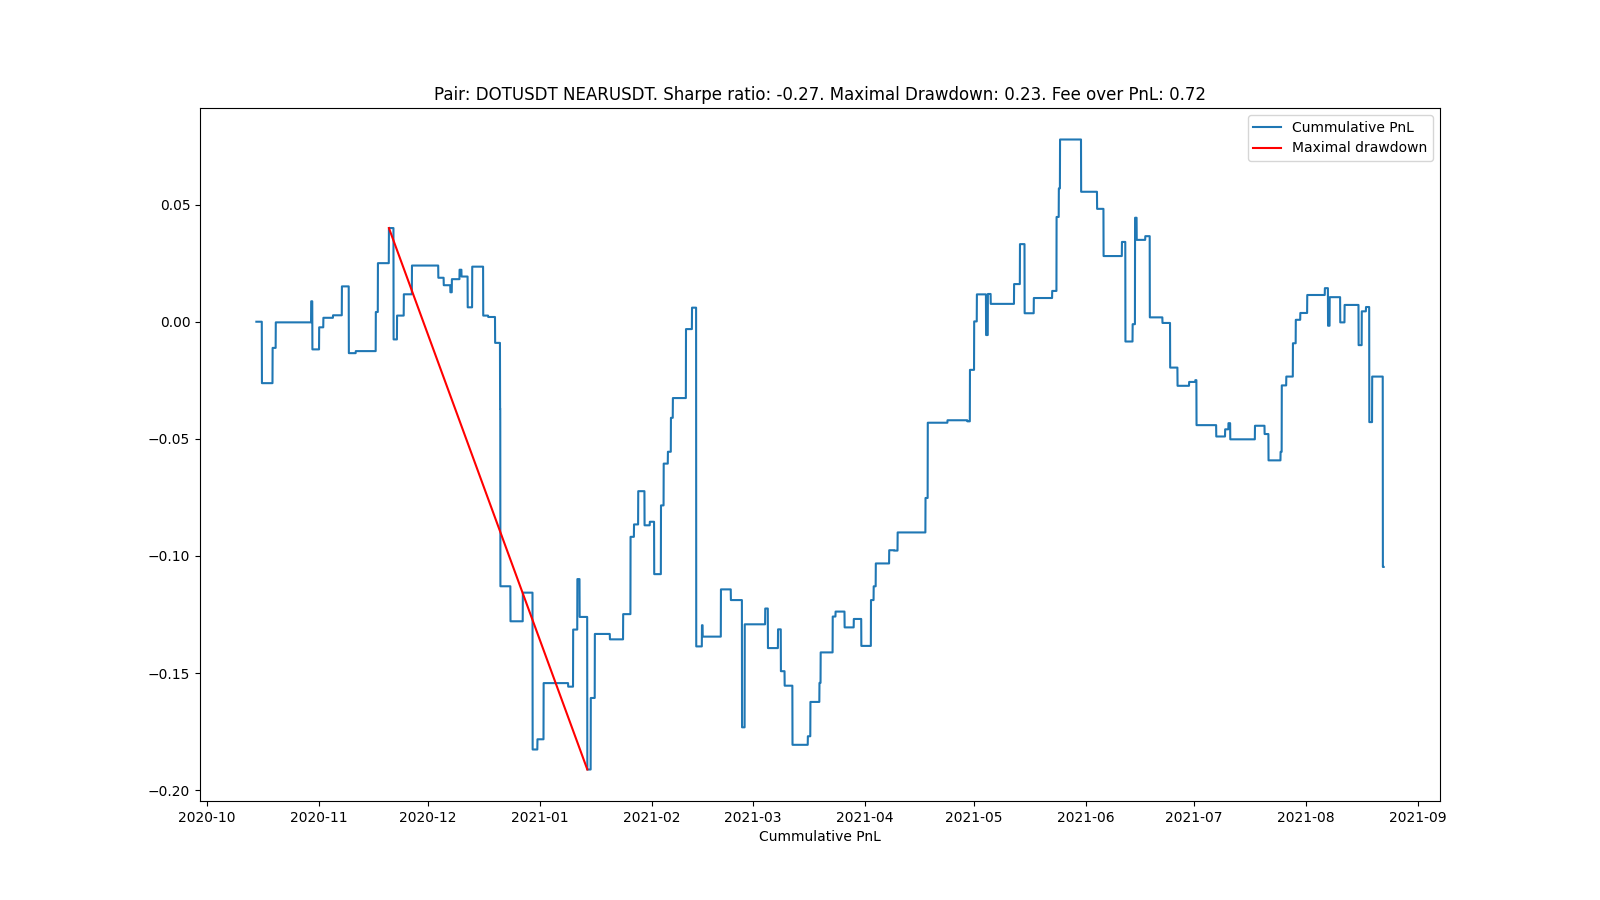 Pair: DOTUSDT NEARUSDT. Sharpe ratio: -0.27. Maximal Drawdown: 0.23. Fee over PnL: 0.72
Cummulative PnL
Maximal drawdown
0.05
0.00
−0.05
−0.10
−0.15
−0.20
2020-10 2020-11 2020-12 2021-01 2021-02 2021-03 2021-04 2021-05 2021-06 2021-07 2021-08 2021-09
Cummulative PnL